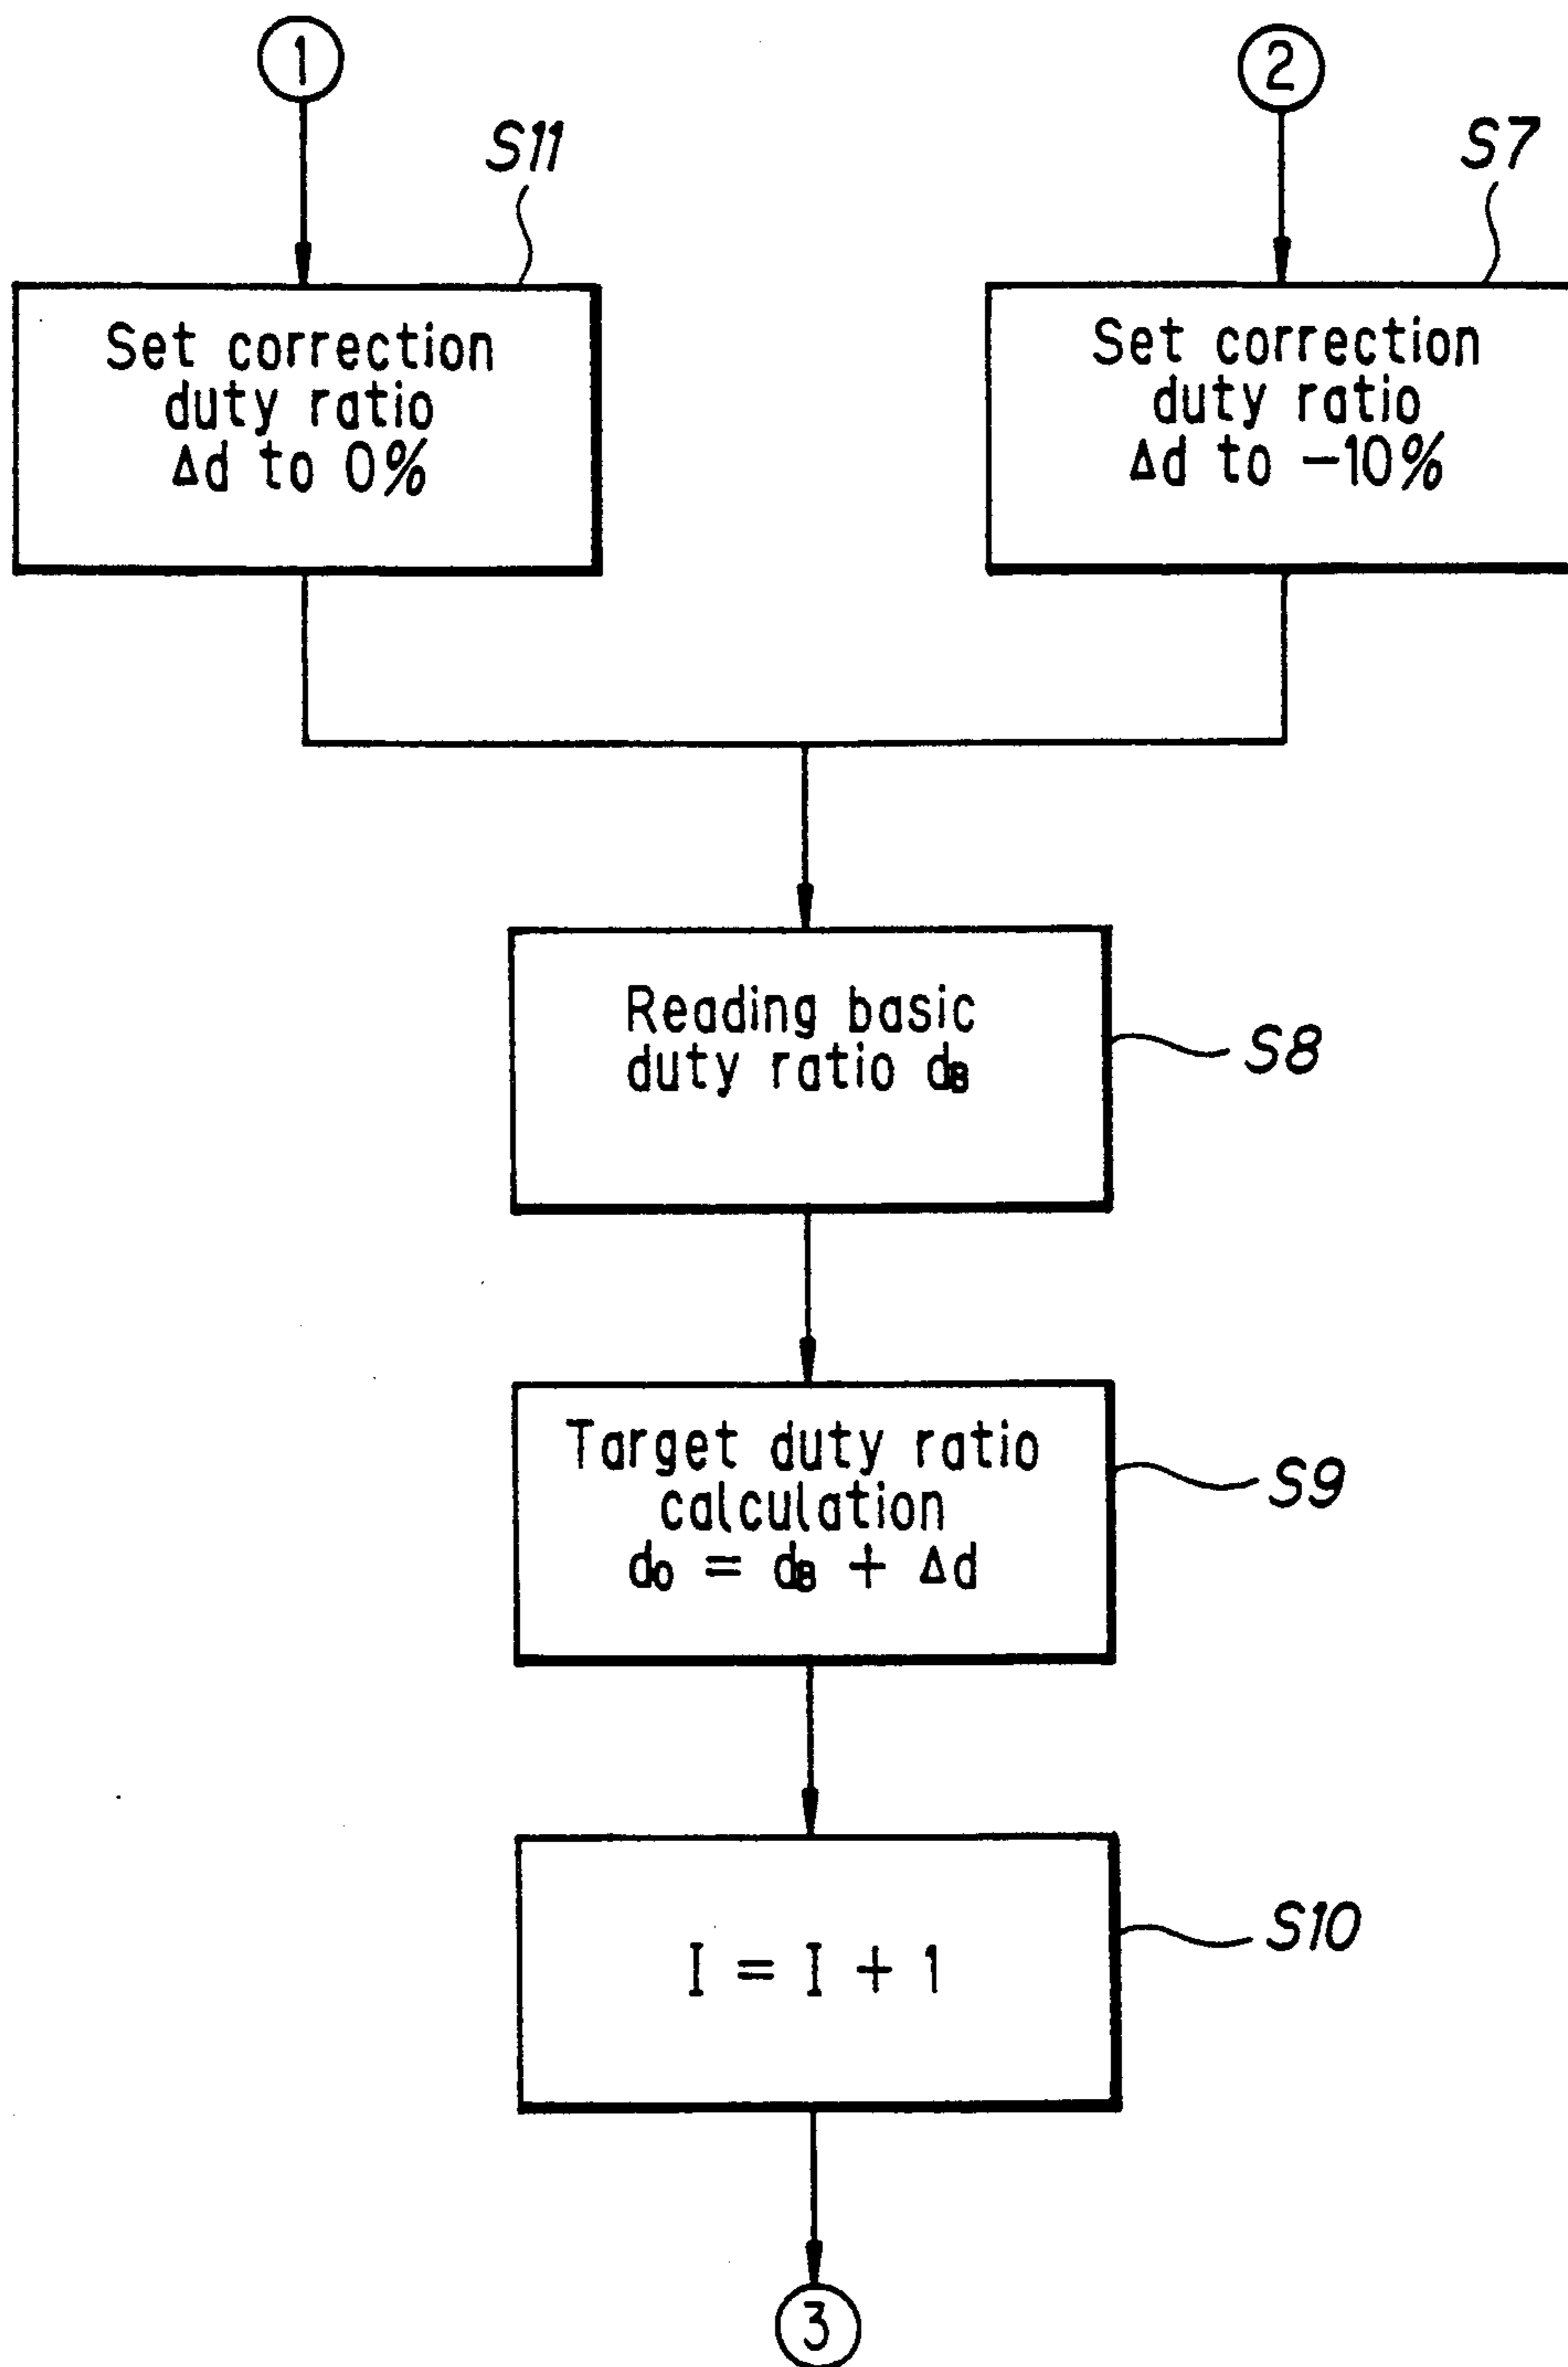 1
2
S11
S7
Set correction
duty ratio
Δd to 0%
Set correction
duty ratio
Δd to −10%
Reading basic
duty ratio dB
S8
Target duty ratio
calculation
do = dB + Δd
S9
I = I + 1
S10
3